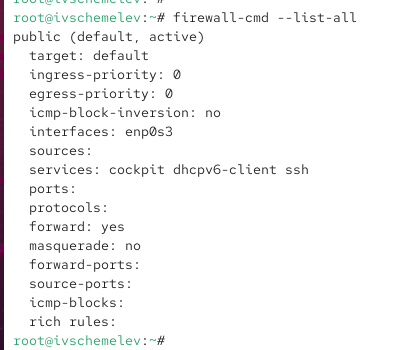 root@ivschemelev:~#
root@ivschemelev:~# firewall-cmd --list-all
public (default, active)
  target: default
  ingress-priority: 0
  egress-priority: 0
  icmp-block-inversion: no
  interfaces: enp0s3
  sources:
  services: cockpit dhcpv6-client ssh
  ports:
  protocols:
  forward: yes
  masquerade: no
  forward-ports:
  source-ports:
  icmp-blocks:
  rich rules:
root@ivschemelev:~#